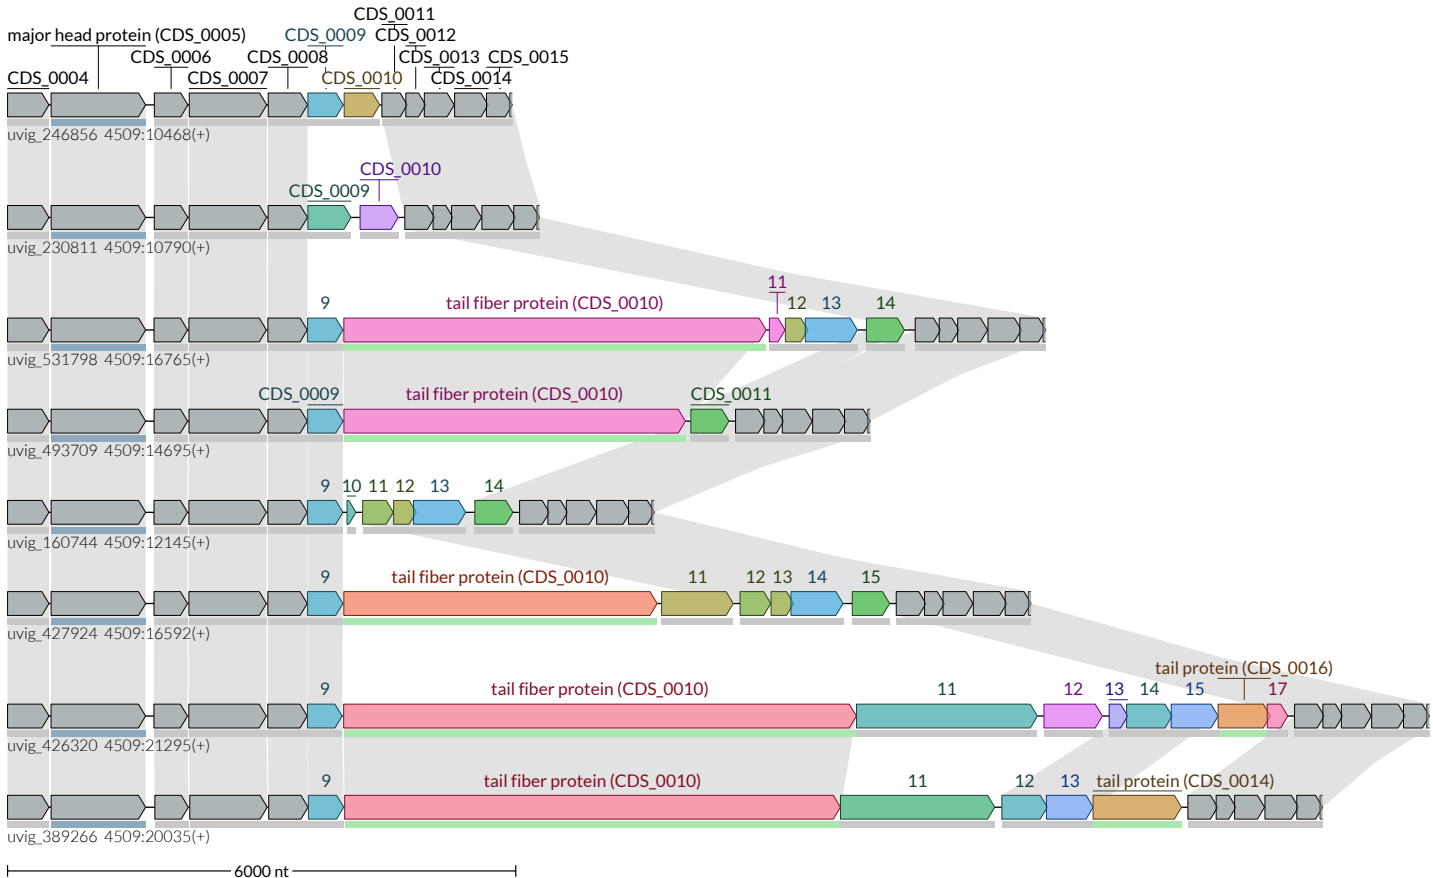 CDS_0011
major head protein (CDS_0005) CDS_0009 CDS_0012
CDS_0006 CDS_0008 CDS_0013 CDS_0015
CDS_0004 CDS_0007 CDS_0010 CDS_0014
uvig_246856 4509:10468(+)
CDS_0010
CDS_0009
uvig_230811 4509:10790(+)
11
9 tail fiber protein (CDS_0010) 12 13 14
uvig_531798 4509:16765(+)
CDS_0009 tail fiber protein (CDS_0010) CDS_0011
uvig_493709 4509:14695(+)
9 10 11 12 13 14
uvig_160744 4509:12145(+)
9 tail fiber protein (CDS_0010) 11 12 13 14 15
uvig_427924 4509:16592(+)
tail protein (CDS_0016)
9 tail fiber protein (CDS_0010) 11 12 13 14 15 17
uvig_426320 4509:21295(+)
9 tail fiber protein (CDS_0010) 11 12 13 tail protein (CDS_0014)
uvig_389266 4509:20035(+)
6000 nt